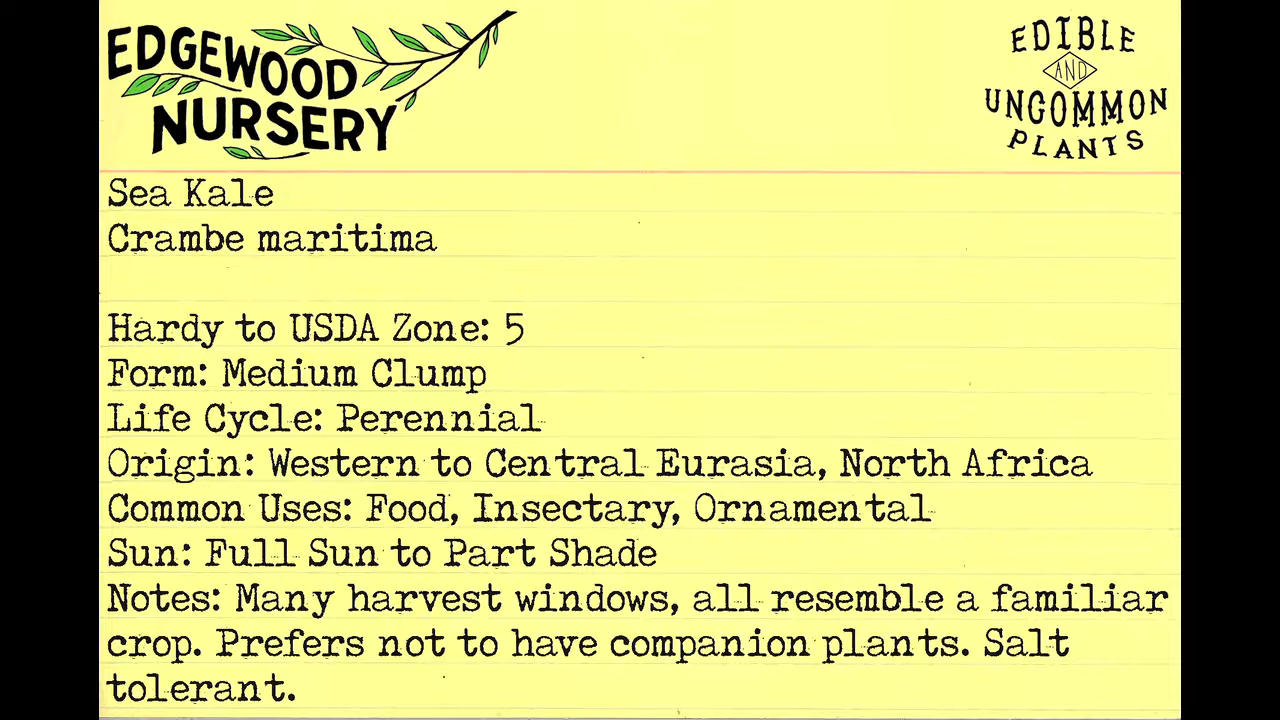 EDGEWOOD
NURSERY
EDIBLE
AND
UNCOMMON
PLANTS
Sea Kale
Crambe maritima
Hardy to USDA Zone: 5
Form: Medium Clump
Life Cycle: Perennial
Origin: Western to Central Eurasia, North Africa
Common Uses: Food, Insectary, Ornamental
Sun: Full Sun to Part Shade
Notes: Many harvest windows, all resemble a familiar
crop. Prefers not to have companion plants. Salt
tolerant.